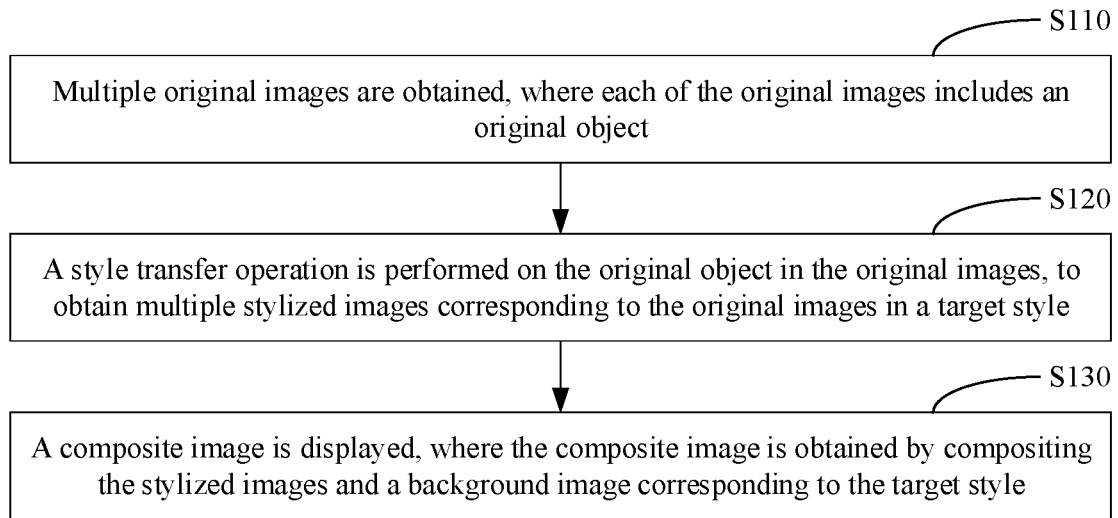 S110
Multiple original images are obtained, where each of the original images includes an
original object
S120
A style transfer operation is performed on the original object in the original images, to
obtain multiple stylized images corresponding to the original images in a target style
S130
A composite image is displayed, where the composite image is obtained by compositing
the stylized images and a background image corresponding to the target style